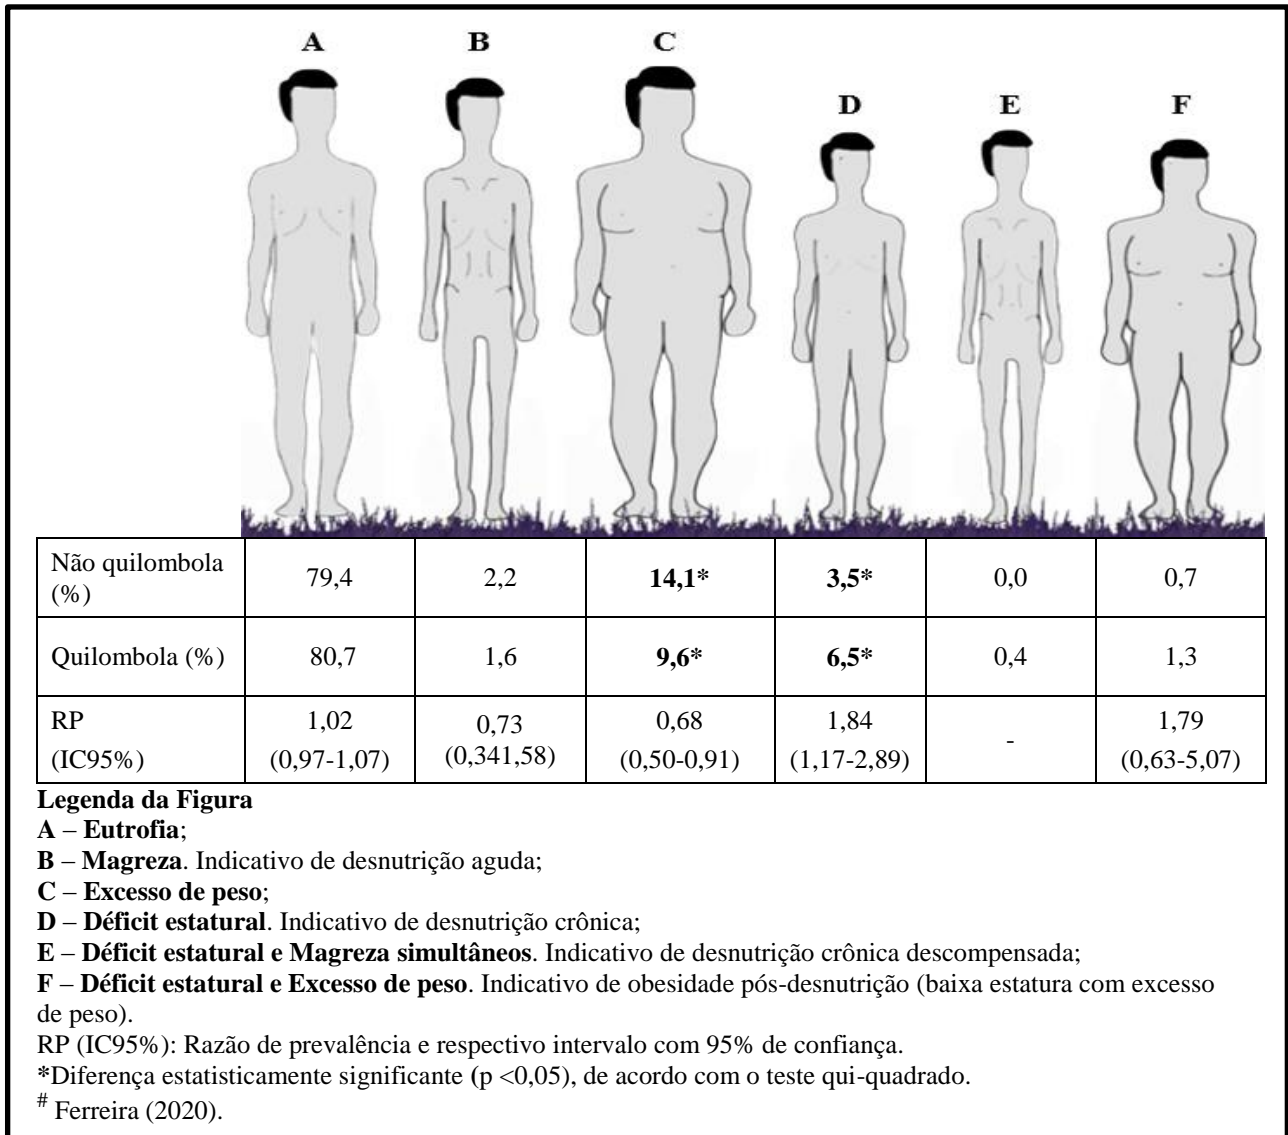 A B C
D E F
Não quilombola (%) 79,4 2,2 14,1* 3,5* 0,0 0,7
Quilombola (%) 80,7 1,6 9,6* 6,5* 0,4 1,3
RP (IC95%) 1,02 (0,97-1,07) 0,73 (0,341,58) 0,68 (0,50-0,91) 1,84 (1,17-2,89) - 1,79 (0,63-5,07)
Legenda da Figura
A – Eutrofia;
B – Magreza. Indicativo de desnutrição aguda;
C – Excesso de peso;
D – Déficit estatural. Indicativo de desnutrição crônica;
E – Déficit estatural e Magreza simultâneos. Indicativo de desnutrição crônica descompensada;
F – Déficit estatural e Excesso de peso. Indicativo de obesidade pós-desnutrição (baixa estatura com excesso
de peso).
RP (IC95%): Razão de prevalência e respectivo intervalo com 95% de confiança.
*Diferença estatisticamente significante (p <0,05), de acordo com o teste qui-quadrado.
# Ferreira (2020).